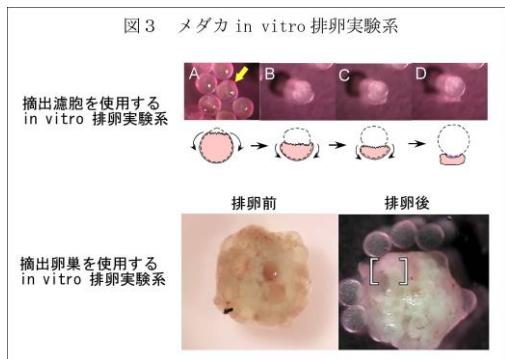 図3 メダカ in vitro 排卵実験系
A B C D
摘出濾胞を使用する
in vitro 排卵実験系
排卵前 排卵後
摘出卵巣を使用する
in vitro 排卵実験系